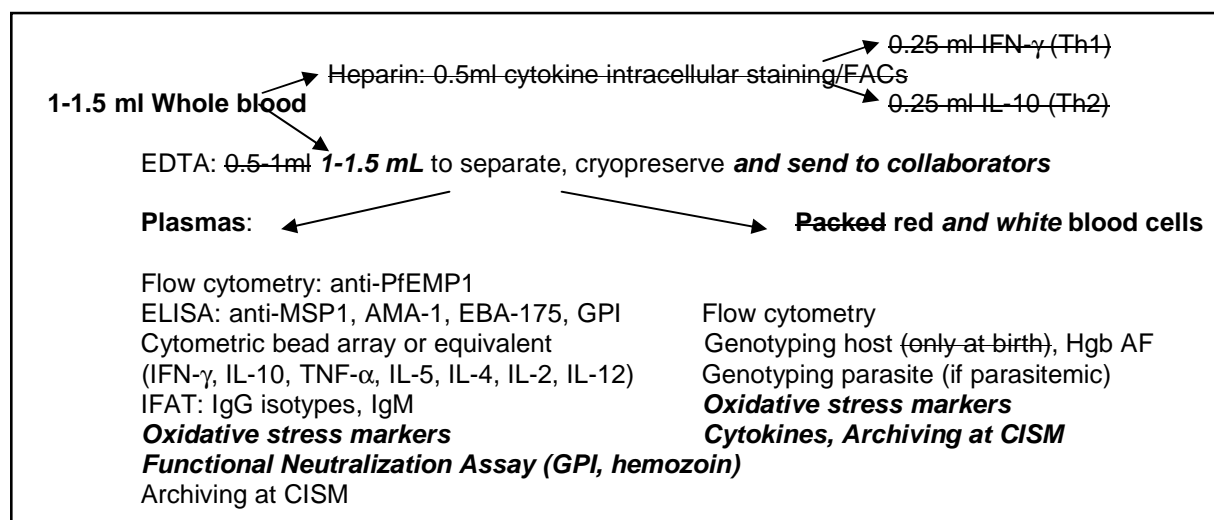 0.25 ml IFN-γ (Th1)
Heparin: 0.5ml cytokine intracellular staining/FACs
1-1.5 ml Whole blood
0.25 ml IL-10 (Th2)
EDTA: 0.5-1ml 1-1.5 mL to separate, cryopreserve and send to collaborators
Plasmas: Packed red and white blood cells
Flow cytometry: anti-PfEMP1
ELISA: anti-MSP1, AMA-1, EBA-175, GPI Flow cytometry
Cytometric bead array or equivalent Genotyping host (only at birth), Hgb AF
(IFN-γ, IL-10, TNF-α, IL-5, IL-4, IL-2, IL-12) Genotyping parasite (if parasitemic)
IFAT: IgG isotypes, IgM Oxidative stress markers
Oxidative stress markers Cytokines, Archiving at CISM
Functional Neutralization Assay (GPI, hemozoin)
Archiving at CISM